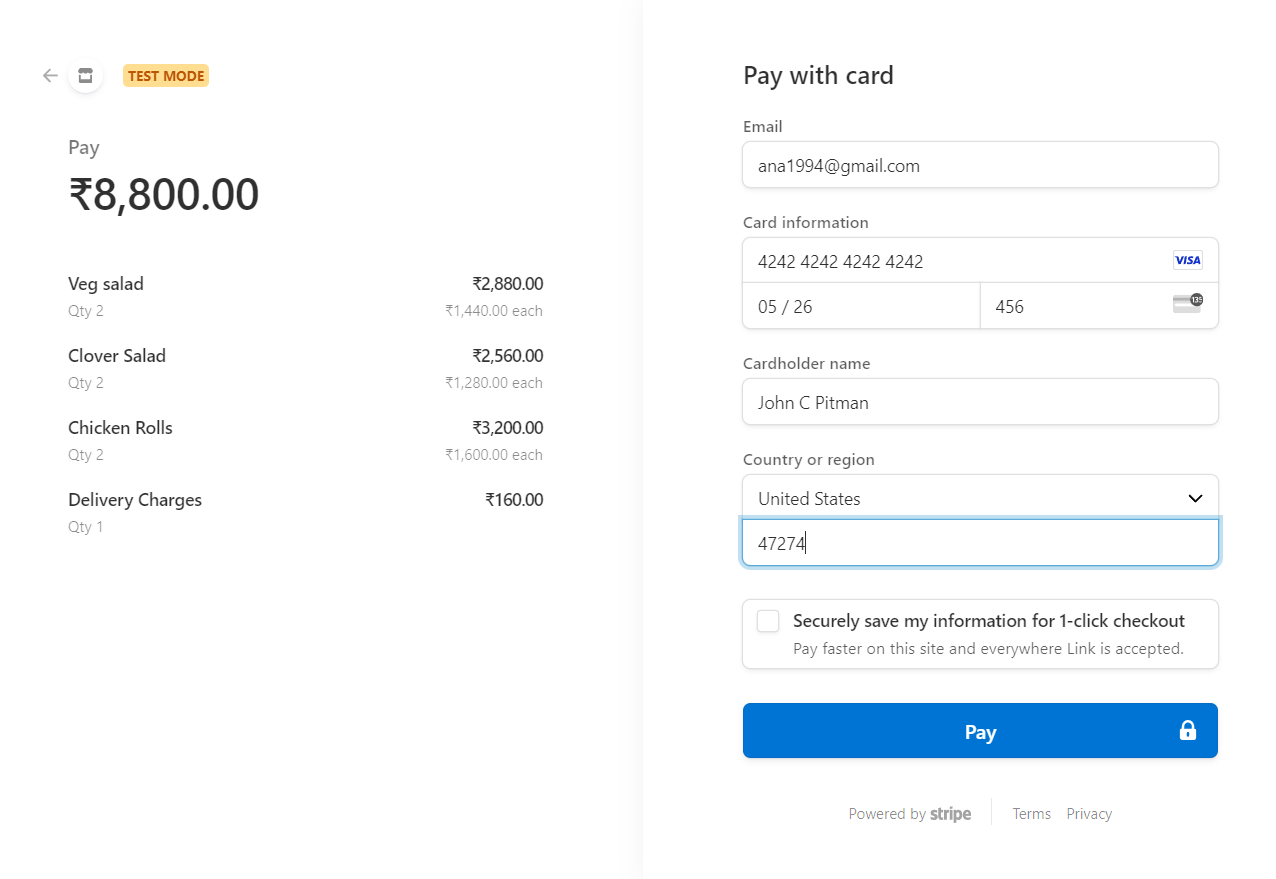 TEST MODE
Pay
₹8,800.00
Veg salad ₹2,880.00
Qty 2 ₹1,440.00 each
Clover Salad ₹2,560.00
Qty 2 ₹1,280.00 each
Chicken Rolls ₹3,200.00
Qty 2 ₹1,600.00 each
Delivery Charges ₹160.00
Qty 1
Pay with card
Email
ana1994@gmail.com
Card information
4242 4242 4242 4242 VISA
05 / 26 456 135
Cardholder name
John C Pitman
Country or region
United States
47274
Securely save my information for 1-click checkout
Pay faster on this site and everywhere Link is accepted.
Pay
Powered by stripe Terms Privacy